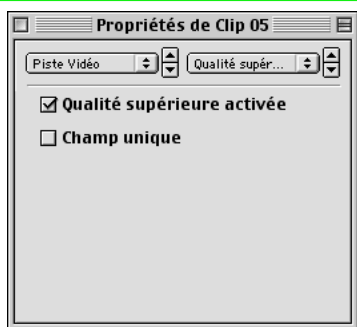 Propriétés de Clip 05
Piste Vidéo Qualité supér...
Qualité supérieure activée
Champ unique